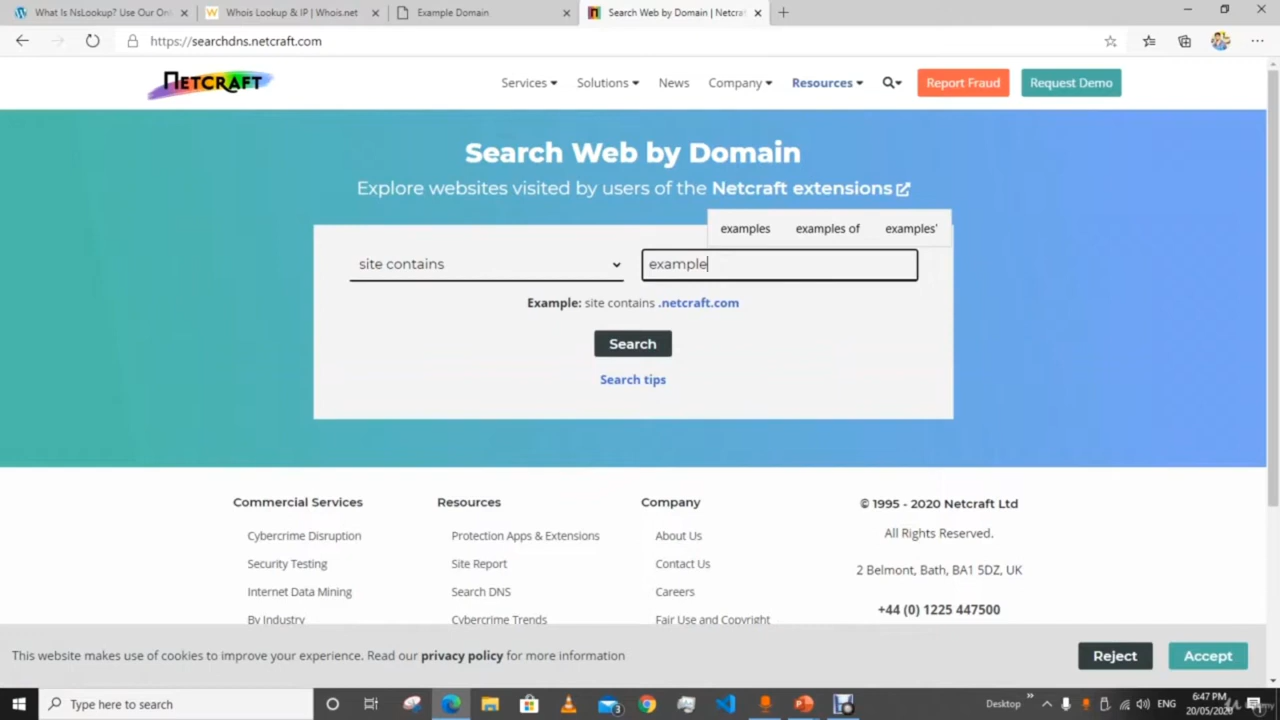 What Is NsLookup? Use Our Onl
Whois Lookup & IP | Whois.net
Example Domain
Search Web by Domain | Netcraf
https://searchdns.netcraft.com
NETCRAFT
Services
Solutions
News
Company
Resources
Report Fraud
Request Demo
Search Web by Domain
Explore websites visited by users of the Netcraft extensions
examples
examples of
examples'
site contains
example
Example: site contains .netcraft.com
Search
Search tips
Commercial Services
Cybercrime Disruption
Security Testing
Internet Data Mining
By Industry
Resources
Protection Apps & Extensions
Site Report
Search DNS
Cybercrime Trends
Company
About Us
Contact Us
Careers
Fair Use and Copyright
© 1995 - 2020 Netcraft Ltd
All Rights Reserved.
2 Belmont, Bath, BA1 5DZ, UK
+44 (0) 1225 447500
This website makes use of cookies to improve your experience. Read our privacy policy for more information
Reject
Accept
Type here to search
3
Desktop
ENG
6:47 PM